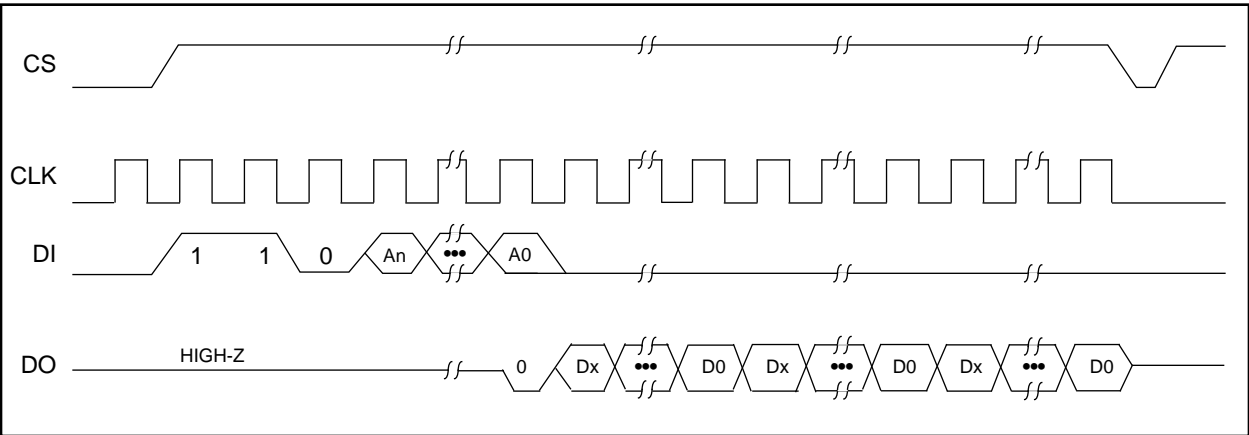 CS
CLK
DI 1 1 0 An ••• A0
HIGH-Z
DO 0 Dx ••• D0 Dx ••• D0 Dx ••• D0